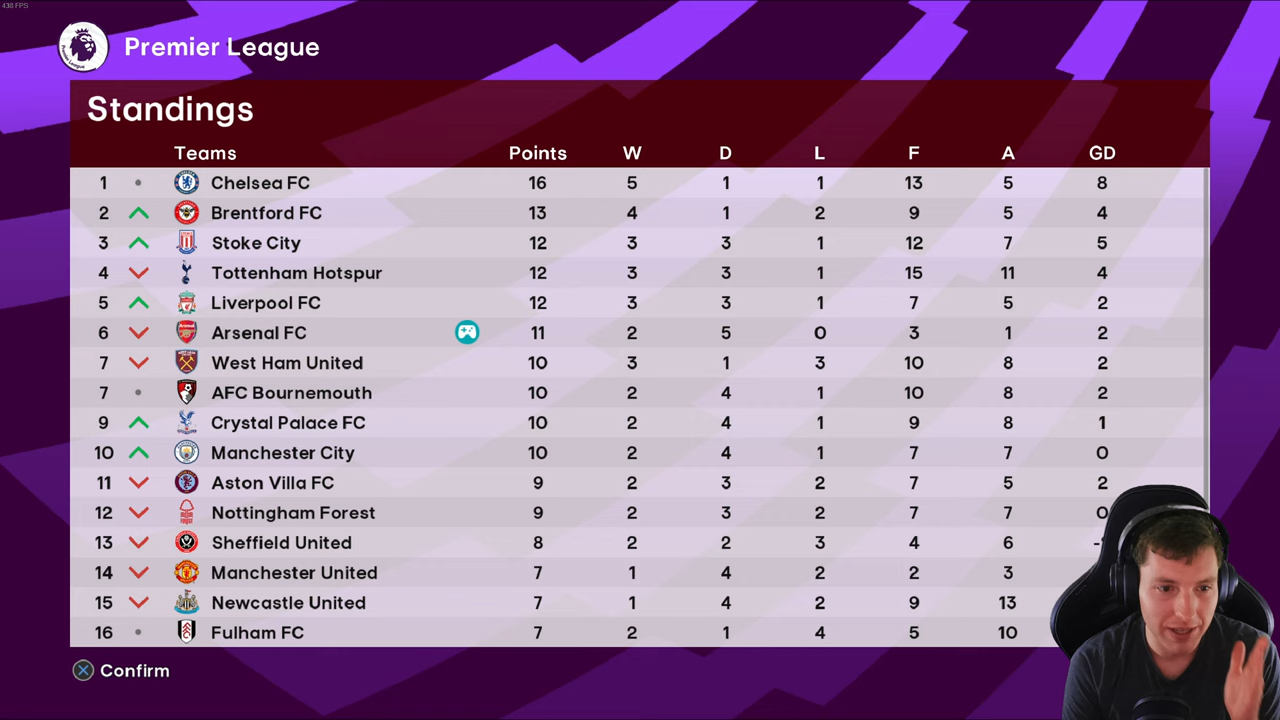 438 FPS
Premier League
Standings
Teams Points W D L F A GD
1 Chelsea FC 16 5 1 1 13 5 8
2 Brentford FC 13 4 1 2 9 5 4
3 Stoke City 12 3 3 1 12 7 5
4 Tottenham Hotspur 12 3 3 1 15 11 4
5 Liverpool FC 12 3 3 1 7 5 2
6 Arsenal FC 11 2 5 0 3 1 2
7 West Ham United 10 3 1 3 10 8 2
7 AFC Bournemouth 10 2 4 1 10 8 2
9 Crystal Palace FC 10 2 4 1 9 8 1
10 Manchester City 10 2 4 1 7 7 0
11 Aston Villa FC 9 2 3 2 7 5 2
12 Nottingham Forest 9 2 3 2 7 7 0
13 Sheffield United 8 2 2 3 4 6
14 Manchester United 7 1 4 2 2 3
15 Newcastle United 7 1 4 2 9 13
16 Fulham FC 7 2 1 4 5 10
Confirm